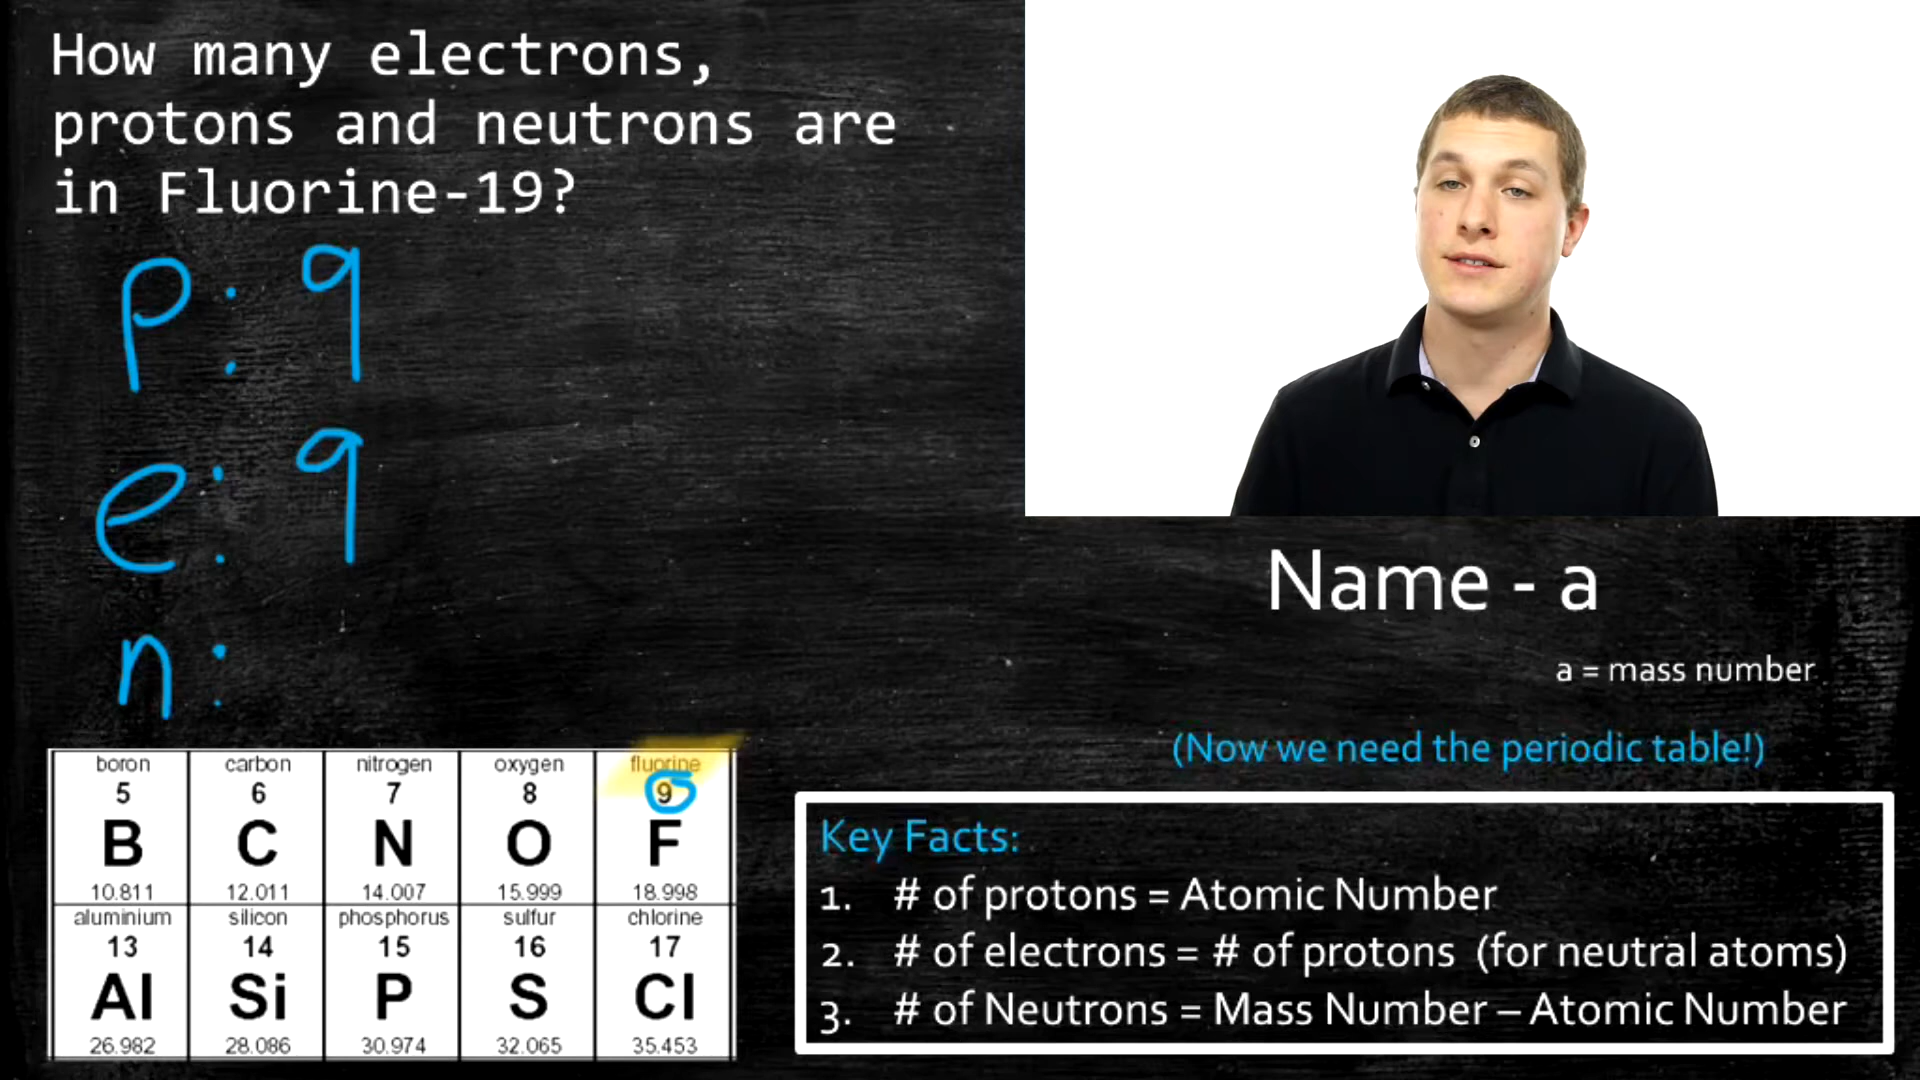 How many electrons,
protons and neutrons are
in Fluorine-19?
p: 9
e: 9
n:
Name - a
a = mass number
(Now we need the periodic table!)
boron carbon nitrogen oxygen fluorine
5 6 7 8 9
B C N O F
10.811 12.011 14.007 15.999 18.998
aluminium silicon phosphorus sulfur chlorine
13 14 15 16 17
Al Si P S Cl
26.982 28.086 30.974 32.065 35.453
Key Facts:
1. # of protons = Atomic Number
2. # of electrons = # of protons (for neutral atoms)
3. # of Neutrons = Mass Number – Atomic Number